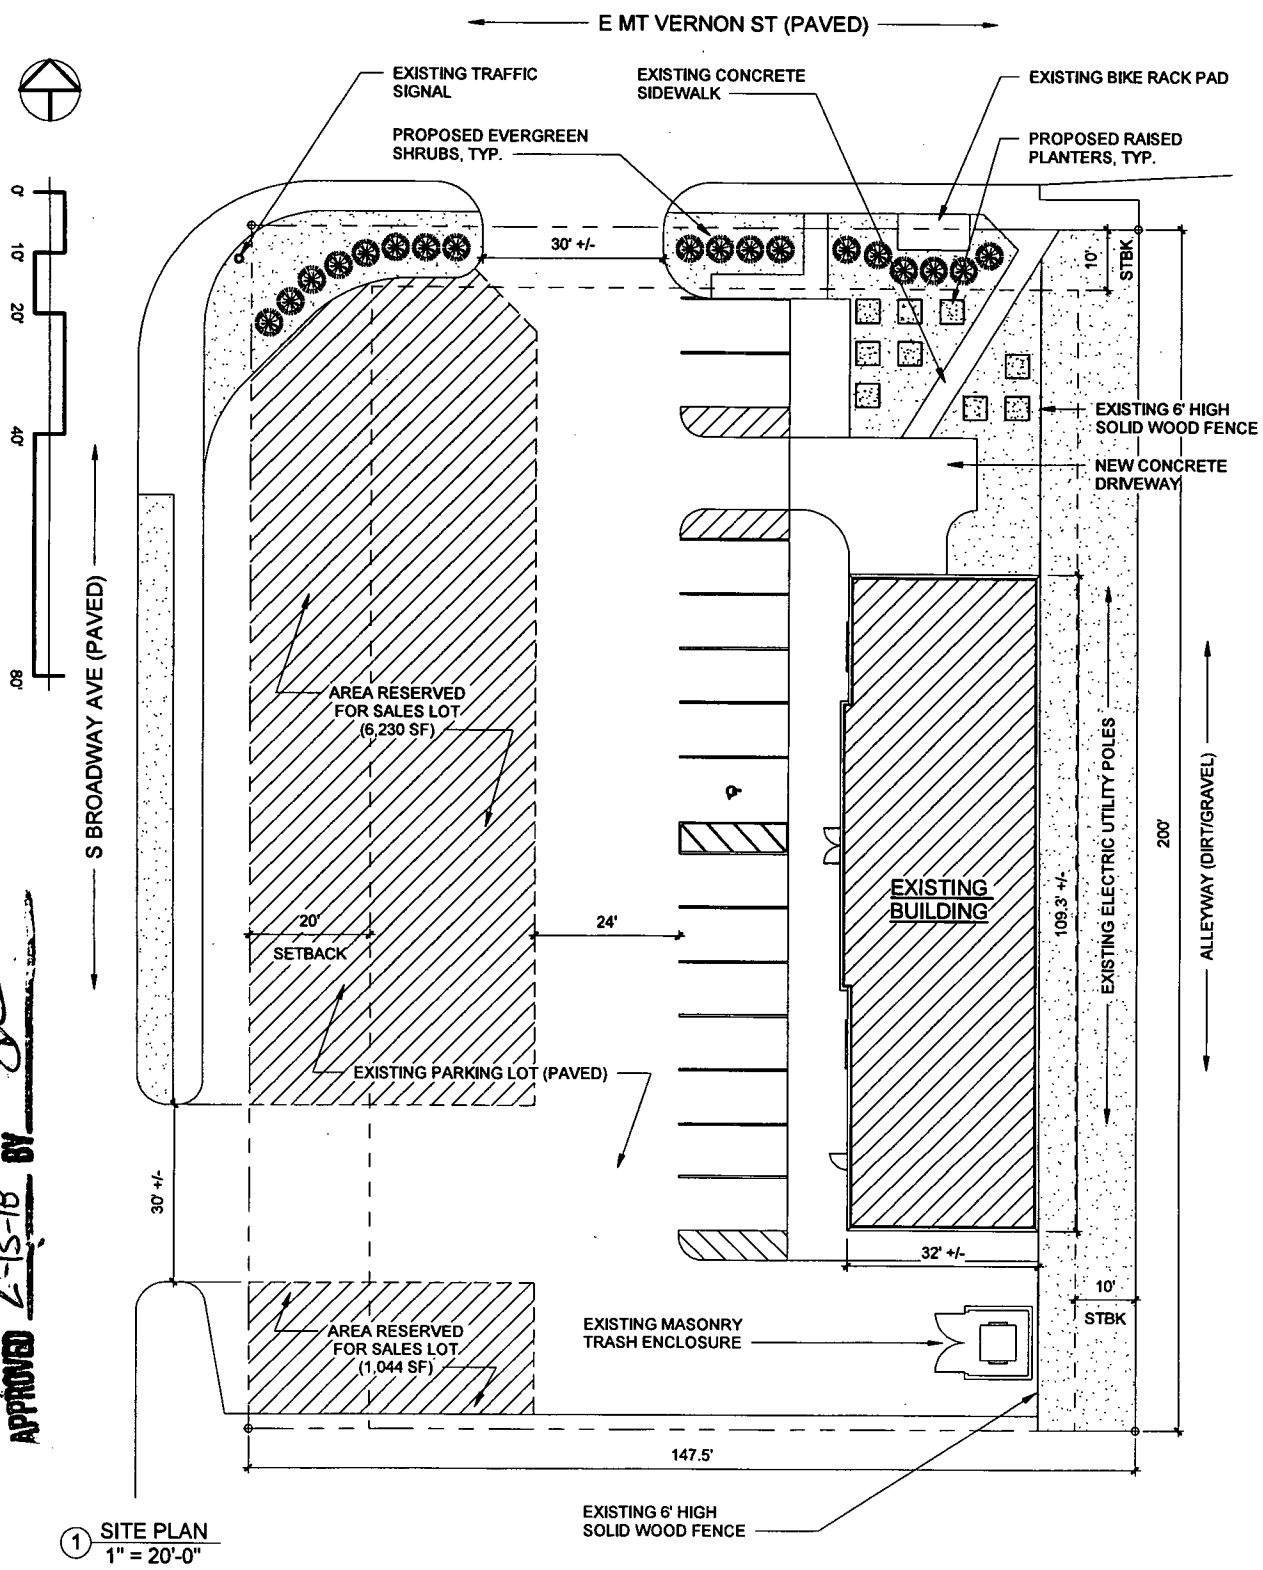 E MT VERNON ST (PAVED)
EXISTING TRAFFIC
SIGNAL
EXISTING CONCRETE
SIDEWALK
EXISTING BIKE RACK PAD
PROPOSED EVERGREEN
SHRUBS, TYP.
PROPOSED RAISED
PLANTERS, TYP.
0'
10'
20'
40'
80'
30' +/-
10'
STBK
EXISTING 6' HIGH
SOLID WOOD FENCE
NEW CONCRETE
DRIVEWAY
S BROADWAY AVE (PAVED)
AREA RESERVED
FOR SALES LOT
(6,230 SF)
EXISTING
BUILDING
109.3' +/-
EXISTING ELECTRIC UTILITY POLES
200'
ALLEYWAY (DIRT/GRAVEL)
20'
SETBACK
24'
EXISTING PARKING LOT (PAVED)
30' +/-
32' +/-
10'
STBK
AREA RESERVED
FOR SALES LOT
(1,044 SF)
EXISTING MASONRY
TRASH ENCLOSURE
147.5'
EXISTING 6' HIGH
SOLID WOOD FENCE
APPROVED BY
1 SITE PLAN
1" = 20'-0"